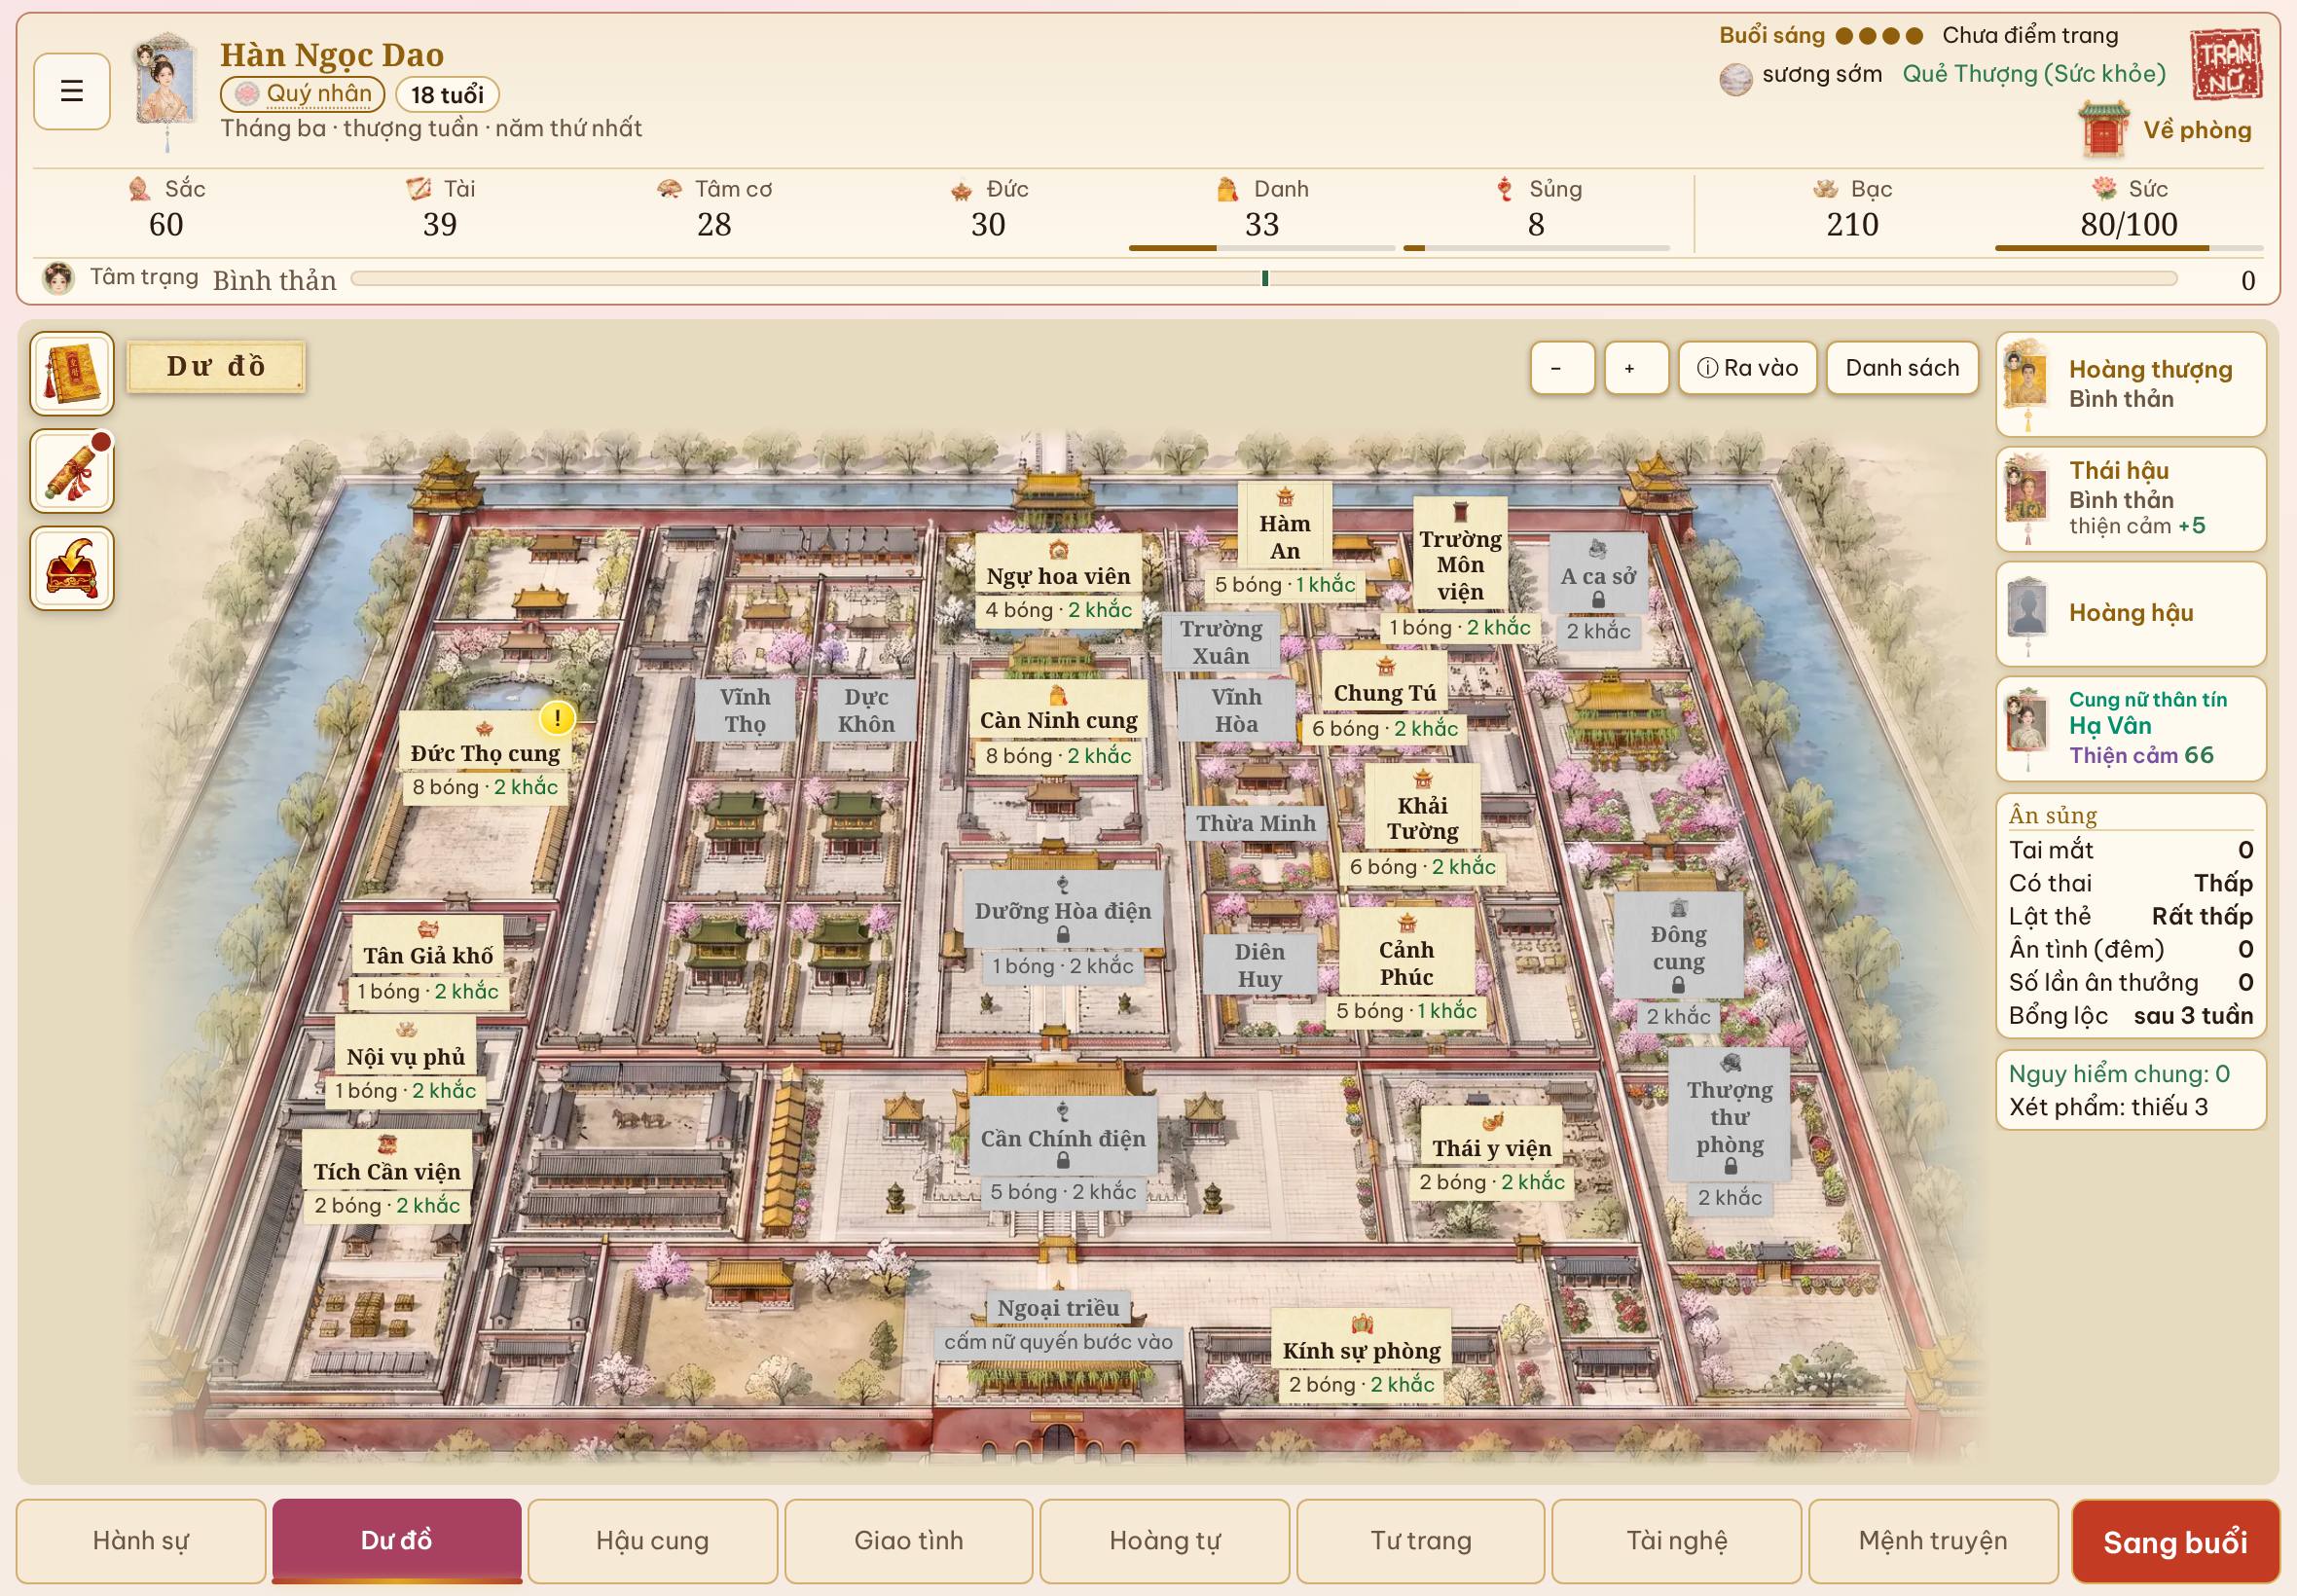 Hàn Ngọc Dao
Quý nhân
18 tuổi
Tháng ba · thượng tuần · năm thứ nhất
Buổi sáng
Chưa điểm trang
sương sớm
Quẻ Thượng (Sức khỏe)
TRÂN NỮ
Về phòng
Sắc
60
Tài
39
Tâm cơ
28
Đức
30
Danh
33
Sủng
8
Bạc
210
Sức
80/100
Tâm trạng
Bình thản
0
Dư đồ
-
+
ⓘ Ra vào
Danh sách
Hàm
An
5 bóng · 1 khắc
Trường
Môn
viện
1 bóng · 2 khắc
A ca sở
2 khắc
Ngự hoa viên
4 bóng · 2 khắc
Trường
Xuân
Vĩnh
Thọ
Dực
Khôn
Càn Ninh cung
8 bóng · 2 khắc
Vĩnh
Hòa
Chung Tú
6 bóng · 2 khắc
!
Đức Thọ cung
8 bóng · 2 khắc
Thừa Minh
Khải
Tường
6 bóng · 2 khắc
Dưỡng Hòa điện
1 bóng · 2 khắc
Diên
Huy
Cảnh
Phúc
5 bóng · 1 khắc
Đông
cung
2 khắc
Tân Giả khố
1 bóng · 2 khắc
Nội vụ phủ
1 bóng · 2 khắc
Tích Cần viện
2 bóng · 2 khắc
Cần Chính điện
5 bóng · 2 khắc
Thái y viện
2 bóng · 2 khắc
Thượng
thư
phòng
2 khắc
Ngoại triều
cấm nữ quyến bước vào
Kính sự phòng
2 bóng · 2 khắc
Hoàng thượng
Bình thản
Thái hậu
Bình thản
thiện cảm +5
Hoàng hậu
Cung nữ thân tín
Hạ Vân
Thiện cảm 66
Ân sủng
Tai mắt 0
Có thai Thấp
Lật thẻ Rất thấp
Ân tình (đêm) 0
Số lần ân thưởng 0
Bổng lộc sau 3 tuần
Nguy hiểm chung: 0
Xét phẩm: thiếu 3
Hành sự
Dư đồ
Hậu cung
Giao tình
Hoàng tự
Tư trang
Tài nghệ
Mệnh truyện
Sang buổi